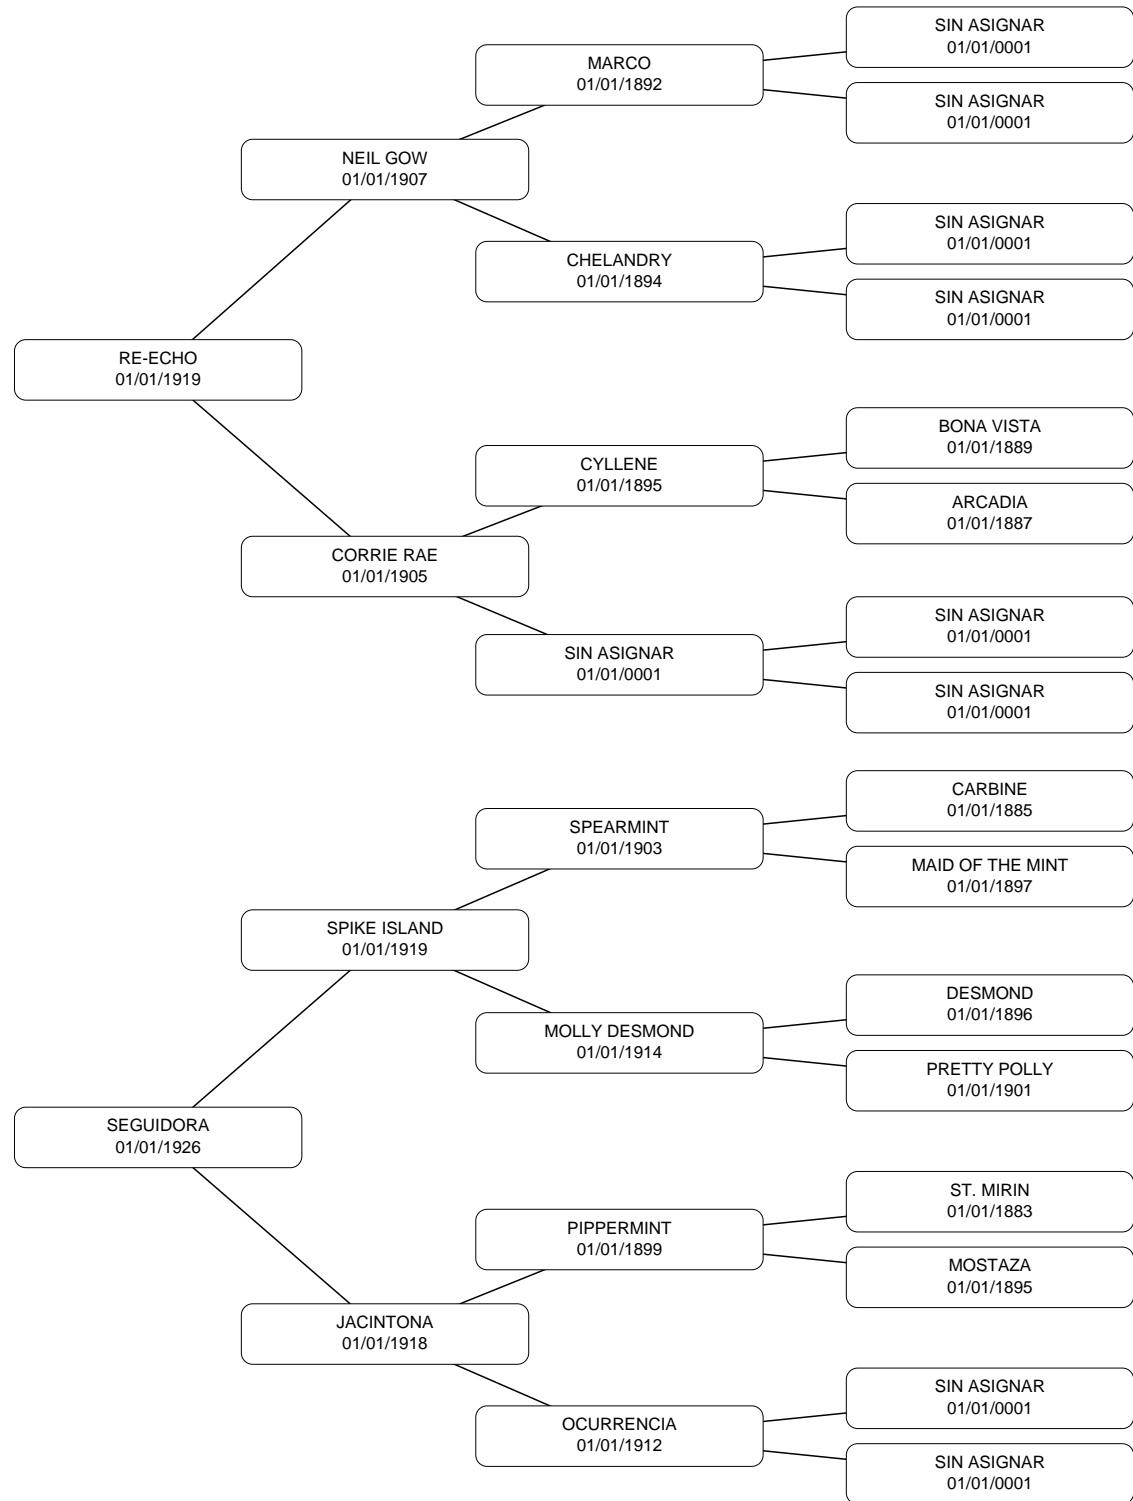 SIN ASIGNAR
01/01/0001
MARCO
01/01/1892
SIN ASIGNAR
01/01/0001
NEIL GOW
01/01/1907
SIN ASIGNAR
01/01/0001
CHELANDRY
01/01/1894
SIN ASIGNAR
01/01/0001
RE-ECHO
01/01/1919
BONA VISTA
01/01/1889
CYLLENE
01/01/1895
ARCADIA
01/01/1887
CORRIE RAE
01/01/1905
SIN ASIGNAR
01/01/0001
SIN ASIGNAR
01/01/0001
SIN ASIGNAR
01/01/0001
CARBINE
01/01/1885
SPEARMINT
01/01/1903
MAID OF THE MINT
01/01/1897
SPIKE ISLAND
01/01/1919
DESMOND
01/01/1896
MOLLY DESMOND
01/01/1914
PRETTY POLLY
01/01/1901
SEGUIDORA
01/01/1926
ST. MIRIN
01/01/1883
PIPPERMINT
01/01/1899
MOSTAZA
01/01/1895
JACINTONA
01/01/1918
SIN ASIGNAR
01/01/0001
OCURRENCIA
01/01/1912
SIN ASIGNAR
01/01/0001